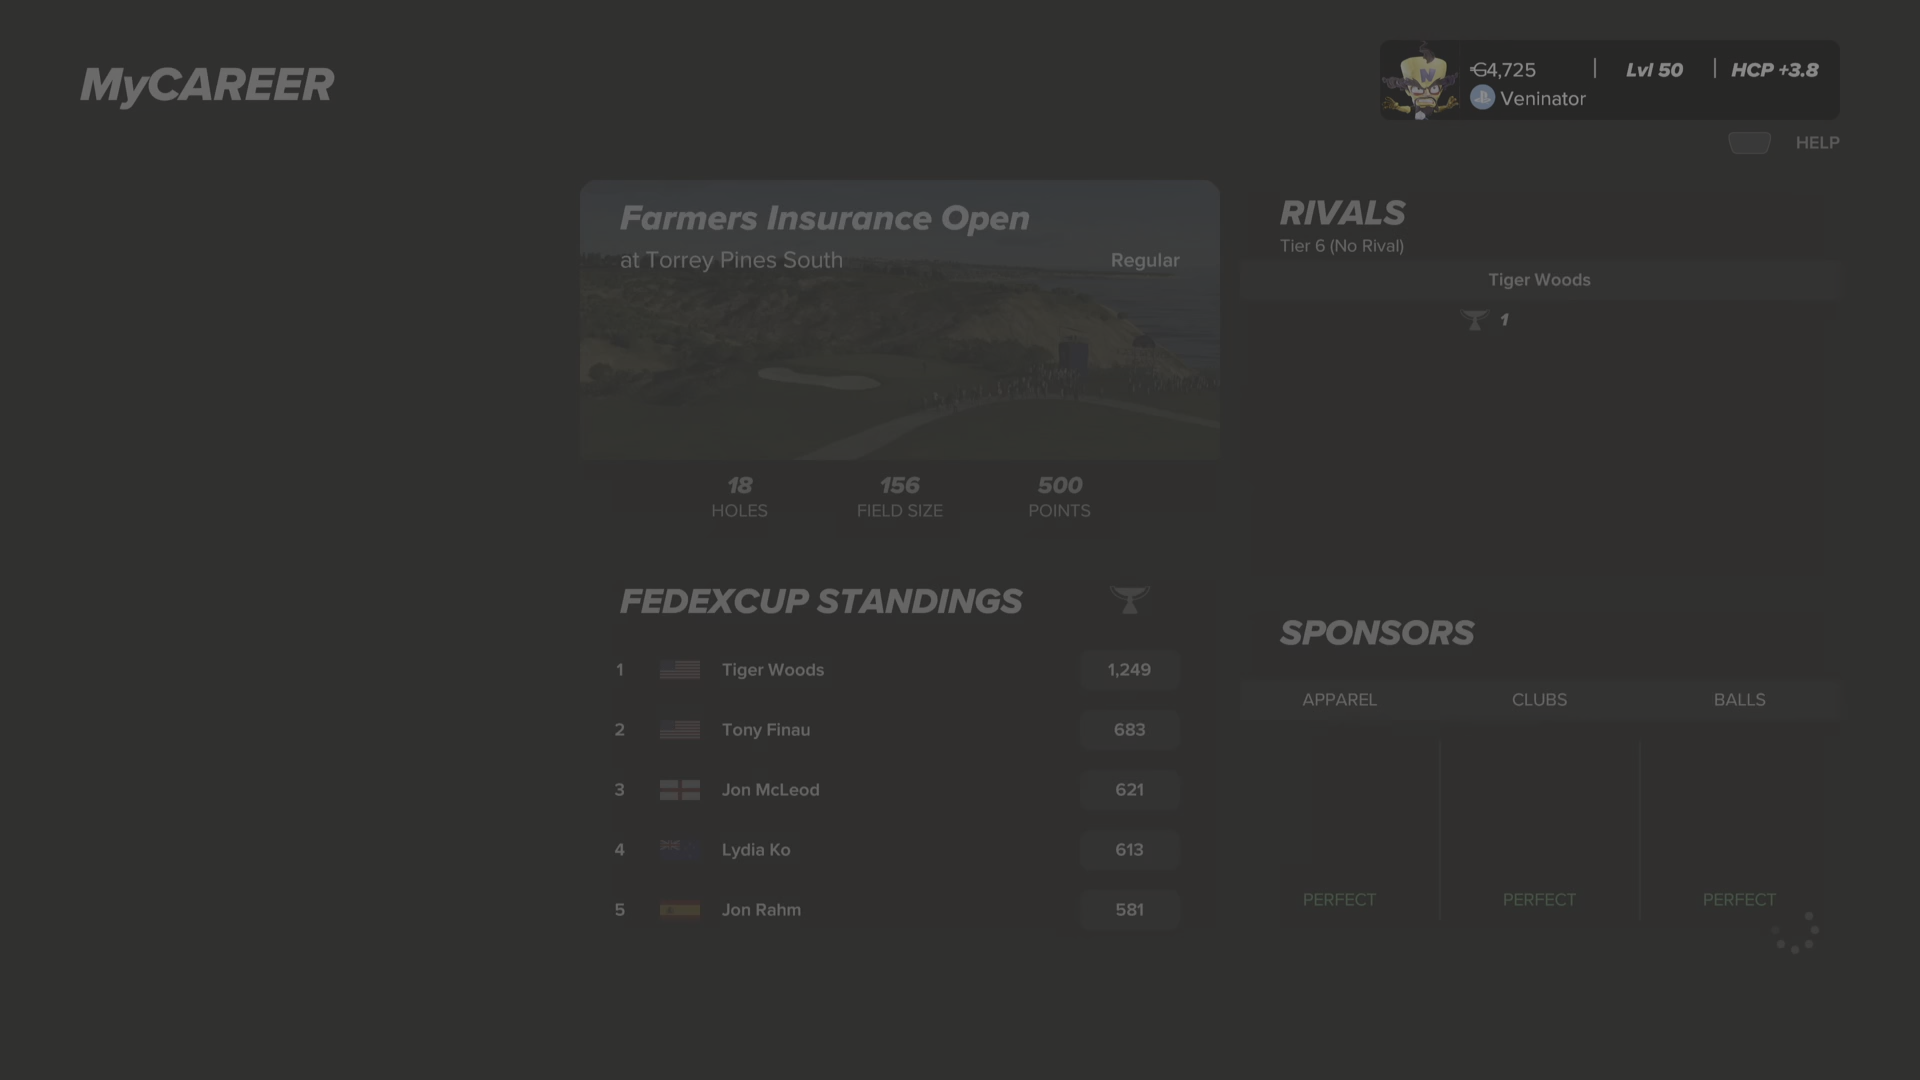 MyCAREER
G4,725 | Lvl 50 | HCP +3.8
Veninator
HELP
Farmers Insurance Open
at Torrey Pines South
Regular
18
HOLES
156
FIELD SIZE
500
POINTS
RIVALS
Tier 6 (No Rival)
Tiger Woods
1
FEDEXCUP STANDINGS
1 Tiger Woods 1,249
2 Tony Finau 683
3 Jon McLeod 621
4 Lydia Ko 613
5 Jon Rahm 581
SPONSORS
APPAREL CLUBS BALLS
PERFECT PERFECT PERFECT